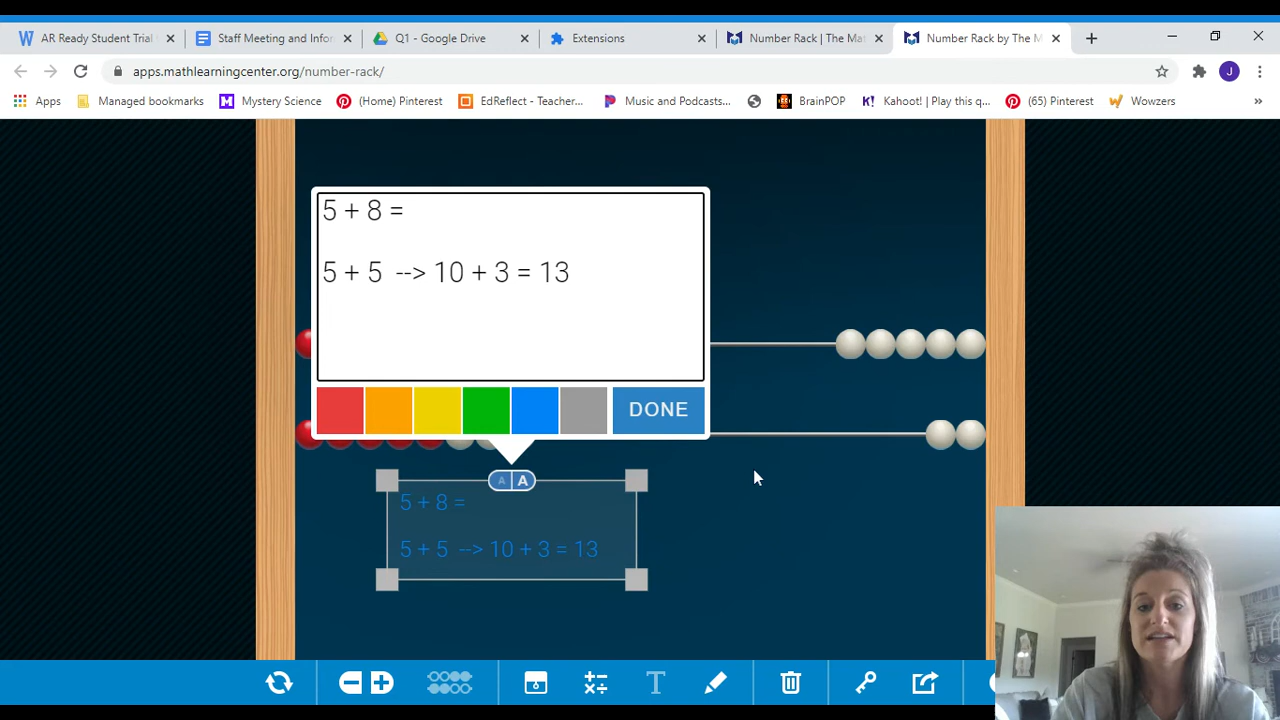 AR Ready Student Trial
Staff Meeting and Infor
Q1 - Google Drive
Extensions
Number Rack | The Mat
Number Rack by The M
apps.mathlearningcenter.org/number-rack/
J
Apps
Managed bookmarks
Mystery Science
(Home) Pinterest
EdReflect - Teacher...
Music and Podcasts...
BrainPOP
Kahoot! | Play this q...
(65) Pinterest
Wowzers
5 + 8 =
5 + 5 --> 10 + 3 = 13
DONE
A A
5 + 8 =
5 + 5 --> 10 + 3 = 13
T